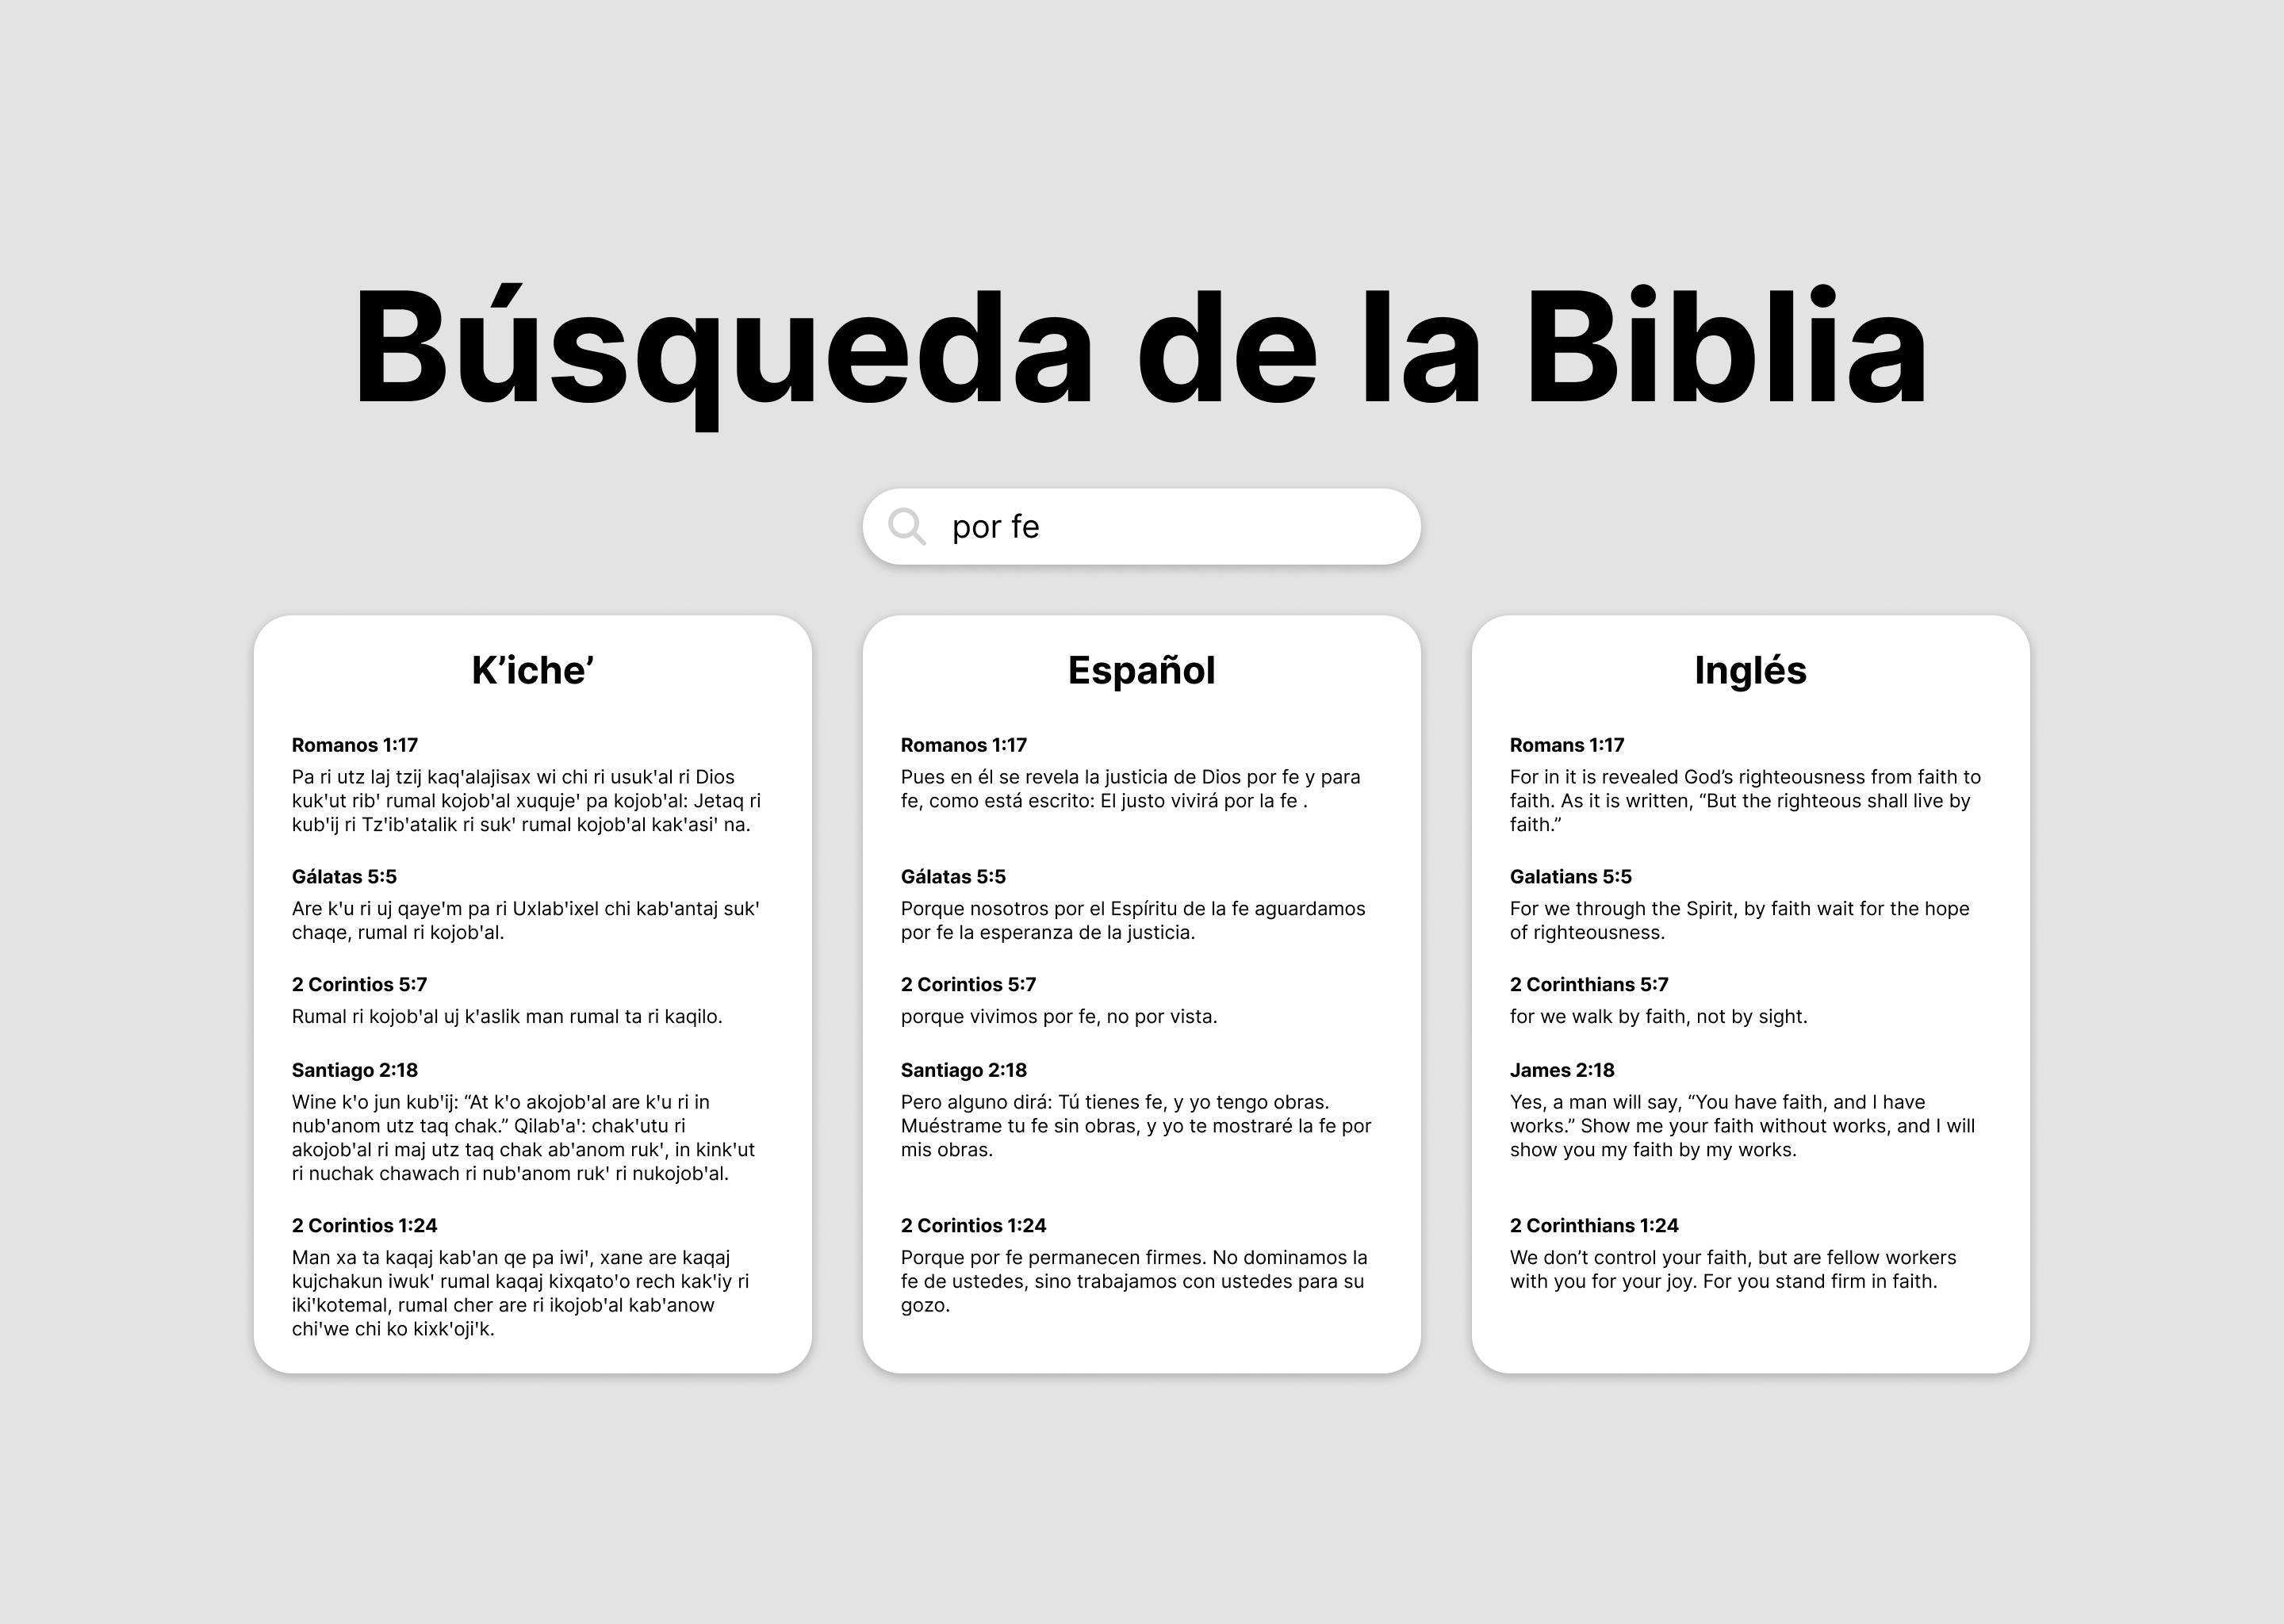 Búsqueda de la Biblia
por fe
K’iche’
Romanos 1:17
Pa ri utz laj tzij kaq'alajisax wi chi ri usuk'al ri Dios
kuk'ut rib' rumal kojob'al xuquje' pa kojob'al: Jetaq ri
kub'ij ri Tz'ib'atalik ri suk' rumal kojob'al kak'asi' na.
Gálatas 5:5
Are k'u ri uj qaye'm pa ri Uxlab'ixel chi kab'antaj suk'
chaqe, rumal ri kojob'al.
2 Corintios 5:7
Rumal ri kojob'al uj k'aslik man rumal ta ri kaqilo.
Santiago 2:18
Wine k'o jun kub'ij: “At k'o akojob'al are k'u ri in
nub'anom utz taq chak.” Qilab'a': chak'utu ri
akojob'al ri maj utz taq chak ab'anom ruk', in kink'ut
ri nuchak chawach ri nub'anom ruk' ri nukojob'al.
2 Corintios 1:24
Man xa ta kaqaj kab'an qe pa iwi', xane are kaqaj
kujchakun iwuk' rumal kaqaj kixqato'o rech kak'iy ri
iki'kotemal, rumal cher are ri ikojob'al kab'anow
chi'we chi ko kixk'oji'k.
Español
Romanos 1:17
Pues en él se revela la justicia de Dios por fe y para
fe, como está escrito: El justo vivirá por la fe .
Gálatas 5:5
Porque nosotros por el Espíritu de la fe aguardamos
por fe la esperanza de la justicia.
2 Corintios 5:7
porque vivimos por fe, no por vista.
Santiago 2:18
Pero alguno dirá: Tú tienes fe, y yo tengo obras.
Muéstrame tu fe sin obras, y yo te mostraré la fe por
mis obras.
2 Corintios 1:24
Porque por fe permanecen firmes. No dominamos la
fe de ustedes, sino trabajamos con ustedes para su
gozo.
Inglés
Romans 1:17
For in it is revealed God’s righteousness from faith to
faith. As it is written, “But the righteous shall live by
faith.”
Galatians 5:5
For we through the Spirit, by faith wait for the hope
of righteousness.
2 Corinthians 5:7
for we walk by faith, not by sight.
James 2:18
Yes, a man will say, “You have faith, and I have
works.” Show me your faith without works, and I will
show you my faith by my works.
2 Corinthians 1:24
We don’t control your faith, but are fellow workers
with you for your joy. For you stand firm in faith.